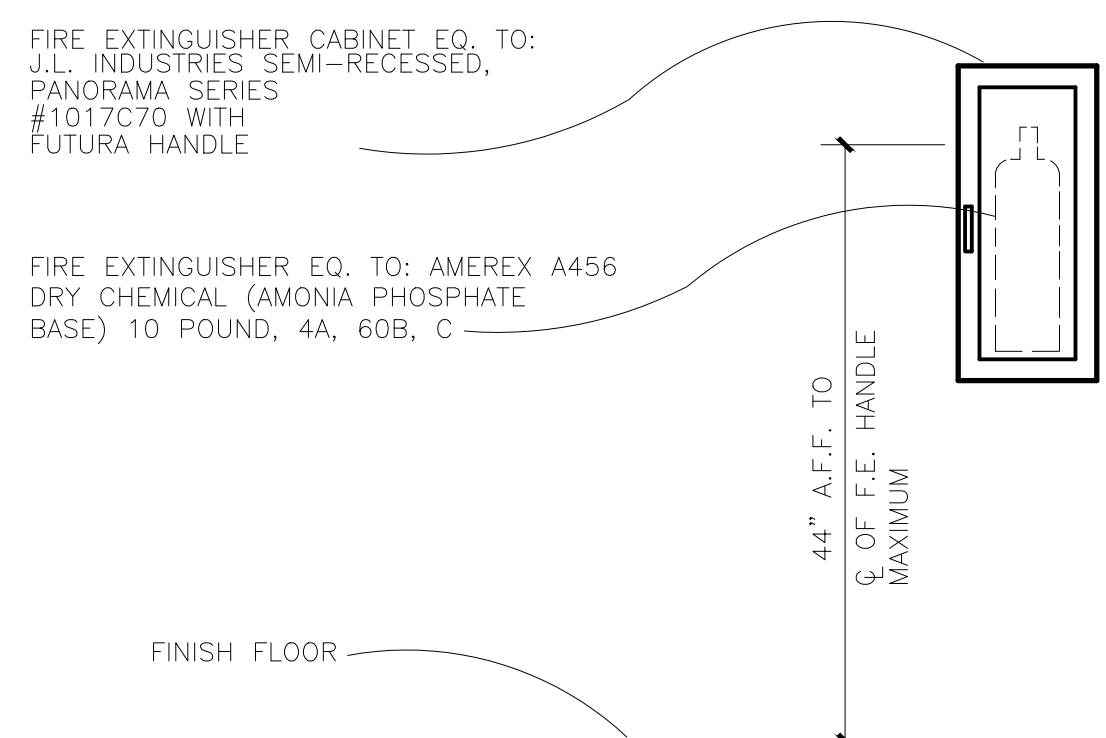 FIRE EXTINGUISHER CABINET EQ. TO:
J.L. INDUSTRIES SEMI-RECESSED,
PANORAMA SERIES
#1017C70 WITH
FUTURA HANDLE
FIRE EXTINGUISHER EQ. TO: AMEREX A456
DRY CHEMICAL (AMONIA PHOSPHATE
BASE) 10 POUND, 4A, 60B, C
44" A.F.F. TO
℄ OF F.E. HANDLE
MAXIMUM
FINISH FLOOR